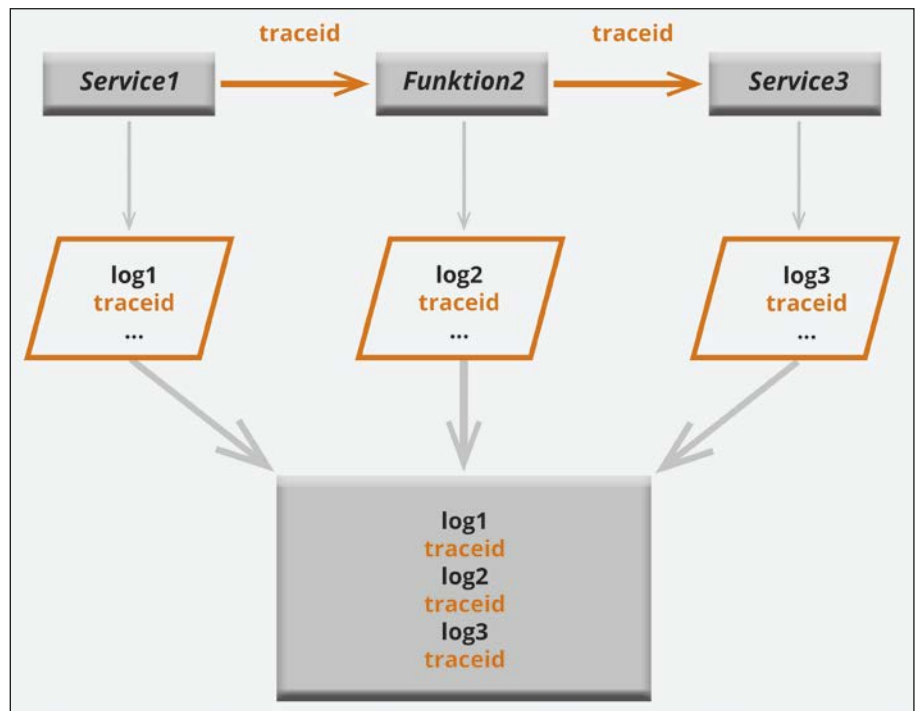 traceid
traceid
Service1
Funktion2
Service3
log1
traceid
...
log2
traceid
...
log3
traceid
...
log1
traceid
log2
traceid
log3
traceid